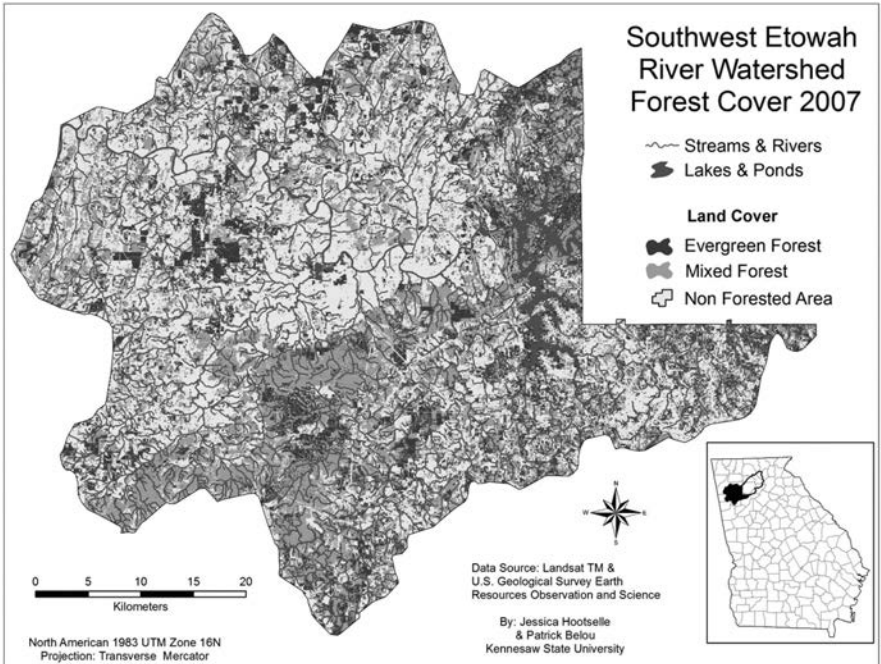 Southwest Etowah
River Watershed
Forest Cover 2007
Streams & Rivers
Lakes & Ponds
Land Cover
Evergreen Forest
Mixed Forest
Non Forested Area
N
W E
S
0 5 10 15 20
Kilometers
North American 1983 UTM Zone 16N
Projection: Transverse Mercator
Data Source: Landsat TM &
U.S. Geological Survey Earth
Resources Observation and Science
By: Jessica Hootselle
& Patrick Belou
Kennesaw State University